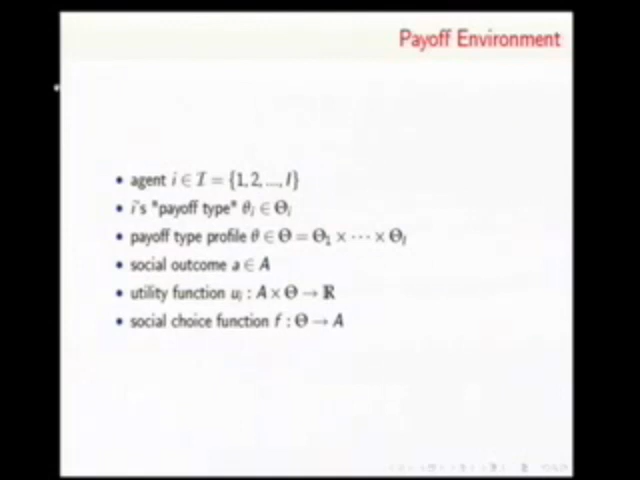 Payoff Environment
• agent i ∈ 𝓘 = {1, 2, ..., I}
• i's "payoff type" θᵢ ∈ Θᵢ
• payoff type profile θ ∈ Θ = Θ₁ × ⋯ × Θ_I
• social outcome a ∈ A
• utility function uᵢ : A × Θ → ℝ
• social choice function f : Θ → A